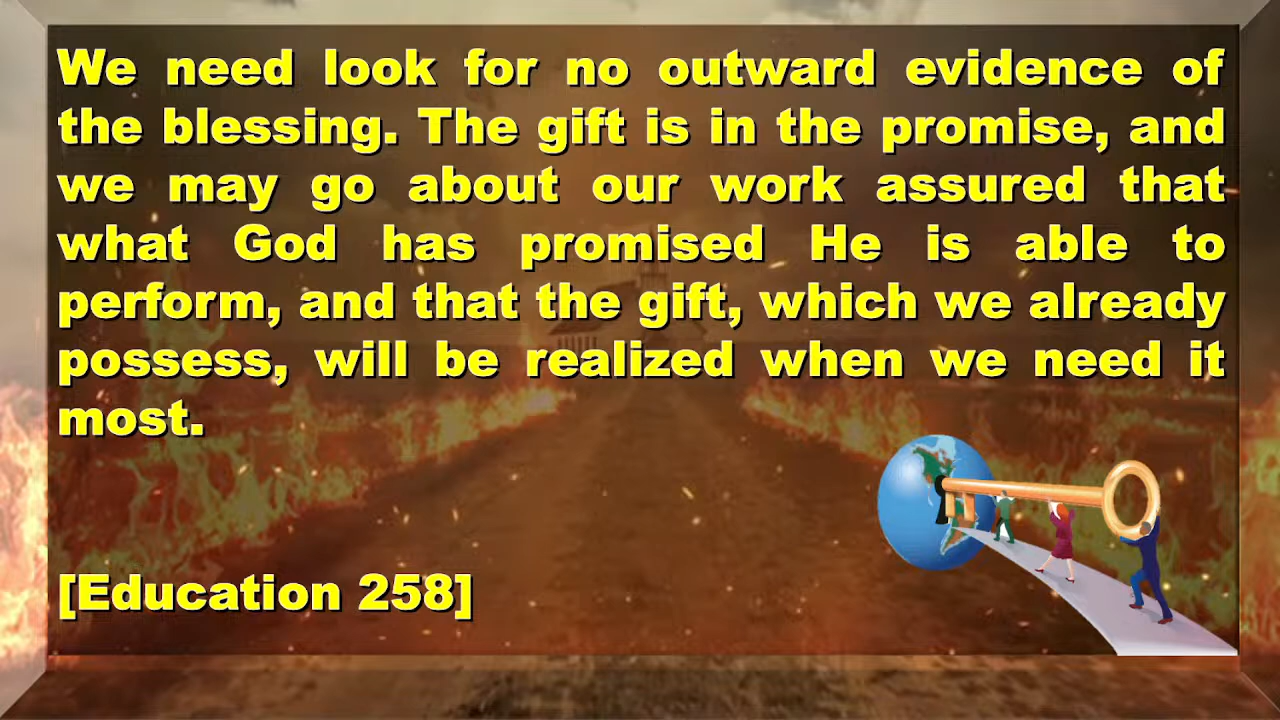 We need look for no outward evidence of
the blessing. The gift is in the promise, and
we may go about our work assured that
what God has promised He is able to
perform, and that the gift, which we already
possess, will be realized when we need it
most.
[Education 258]